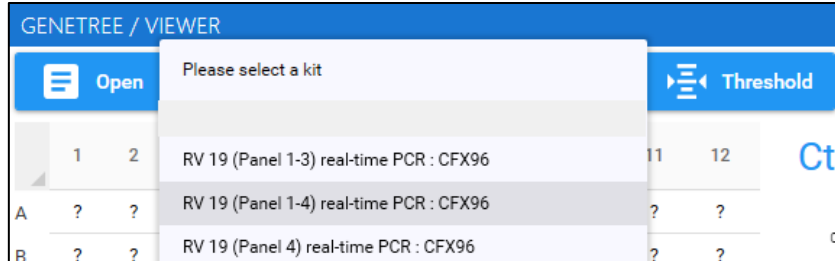 GENETREE / VIEWER
Open
Please select a kit
Threshold
1 2 11 12
Ct
RV 19 (Panel 1-3) real-time PCR : CFX96
A ? ? RV 19 (Panel 1-4) real-time PCR : CFX96 ? ?
B ? ? RV 19 (Panel 4) real-time PCR : CFX96 ? ?